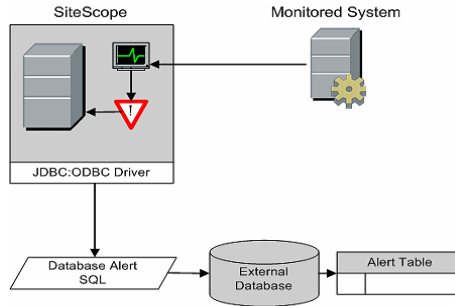 SiteScope
Monitored System
!
JDBC:ODBC Driver
Database Alert
SQL
External
Database
Alert Table